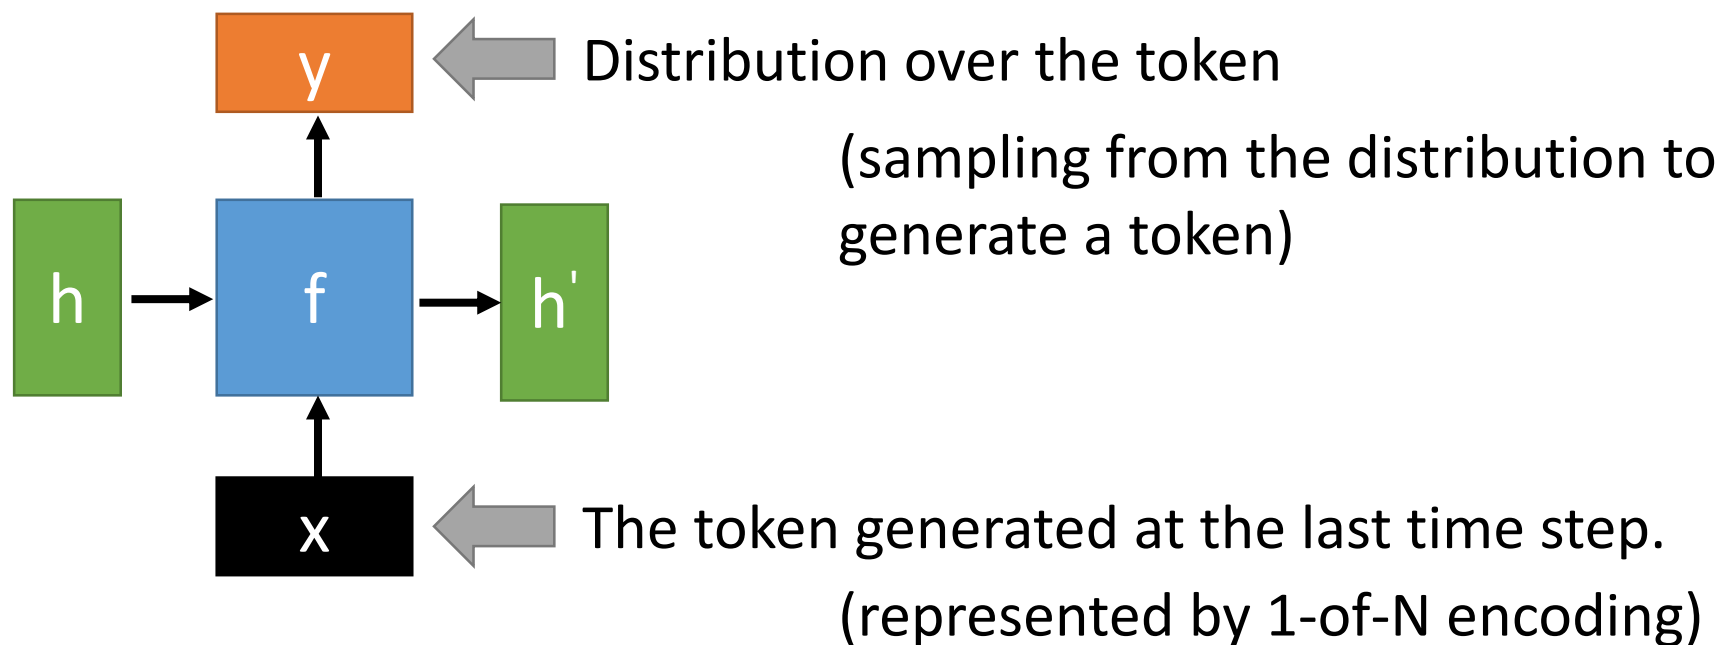 y
Distribution over the token
(sampling from the distribution to
generate a token)
h
f
h'
x
The token generated at the last time step.
(represented by 1-of-N encoding)